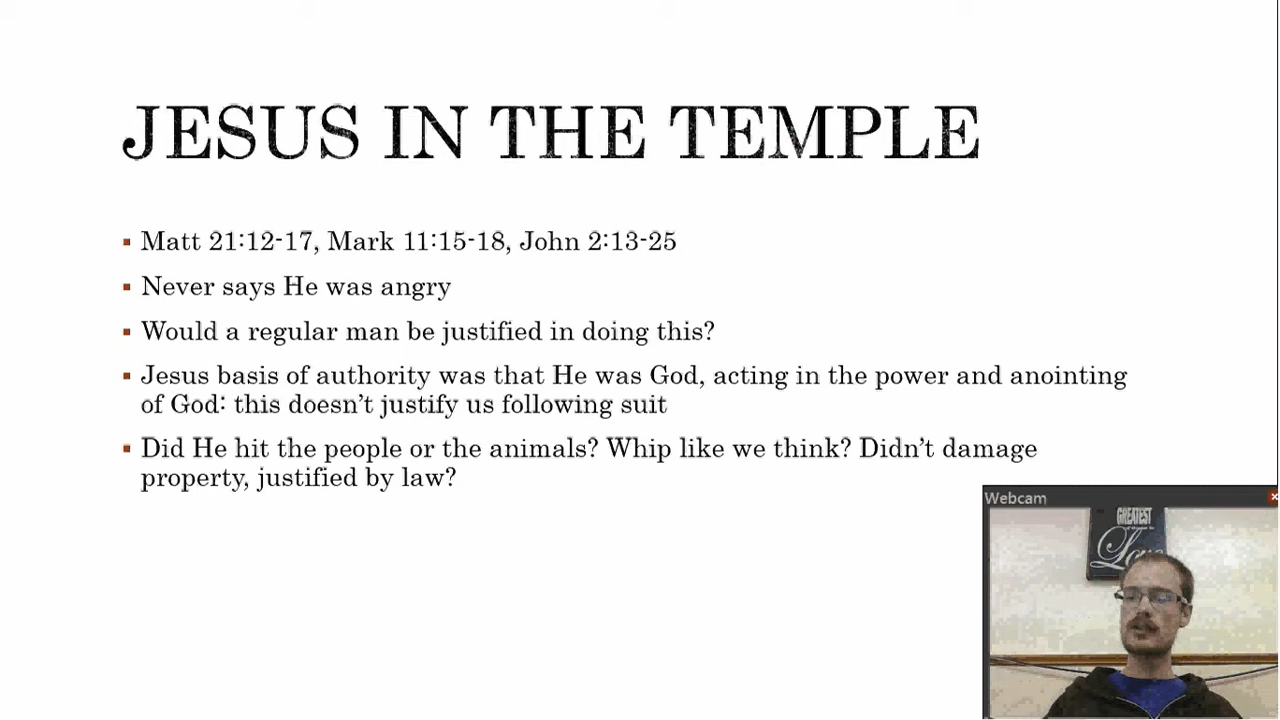 JESUS IN THE TEMPLE
Matt 21:12-17, Mark 11:15-18, John 2:13-25
Never says He was angry
Would a regular man be justified in doing this?
Jesus basis of authority was that He was God, acting in the power and anointing
of God: this doesn’t justify us following suit
Did He hit the people or the animals? Whip like we think? Didn’t damage
property, justified by law?
Webcam
GREATEST
Love